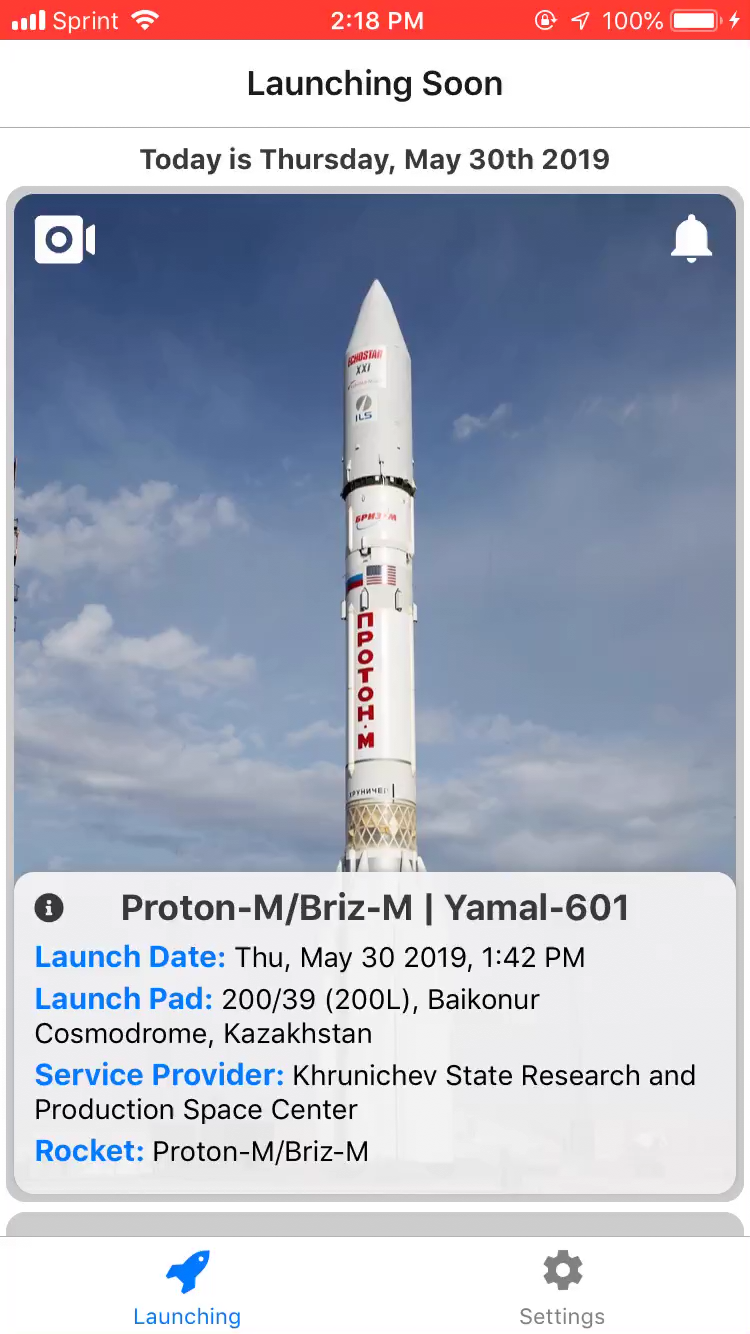 Sprint 2:18 PM 100%
Launching Soon
Today is Thursday, May 30th 2019
ECHOSTAR
XXI
ILS
БРИЗ-М
ПРОТОН-М
Proton-M/Briz-M | Yamal-601
Launch Date: Thu, May 30 2019, 1:42 PM
Launch Pad: 200/39 (200L), Baikonur
Cosmodrome, Kazakhstan
Service Provider: Khrunichev State Research and
Production Space Center
Rocket: Proton-M/Briz-M
Launching Settings